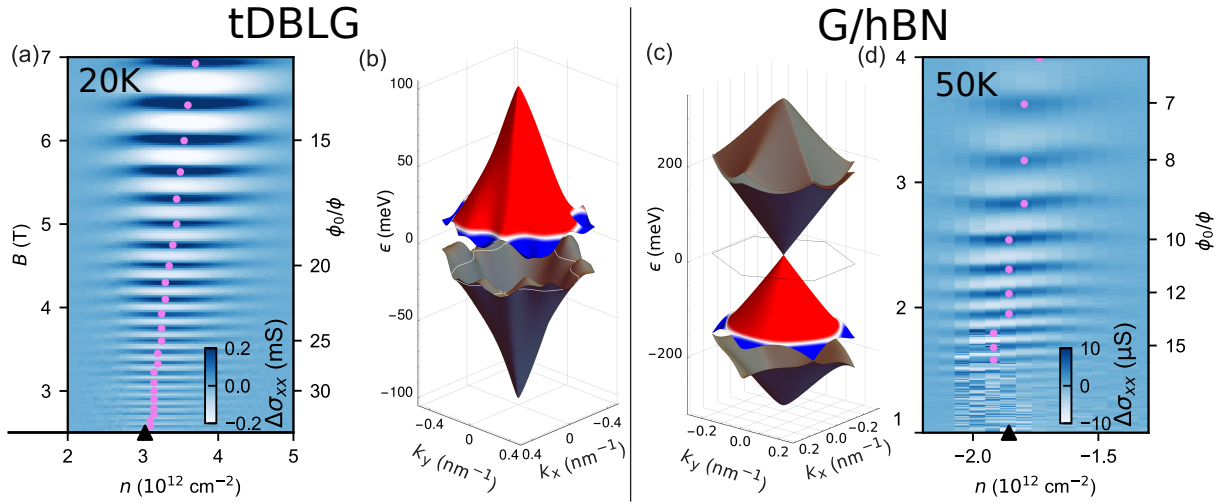 tDBLG
G/hBN
(a)
20K
7
6
5
4
3
B (T)
15
20
25
30
ϕ₀/ϕ
0.2
0.0
−0.2
Δσxx (mS)
2
3
4
5
n (10¹² cm⁻²)
(b)
100
50
0
−50
−100
ϵ (meV)
−0.4
0
0.4
ky (nm⁻¹)
−0.4
0
0.4
kx (nm⁻¹)
(c)
200
0
−200
ϵ (meV)
−0.2
0.0
0.2
ky (nm⁻¹)
−0.2
0.0
0.2
kx (nm⁻¹)
(d)
50K
4
3
2
1
7
8
10
12
15
ϕ₀/ϕ
10
0
−10
Δσxx (μS)
−2.0
−1.5
n (10¹² cm⁻²)